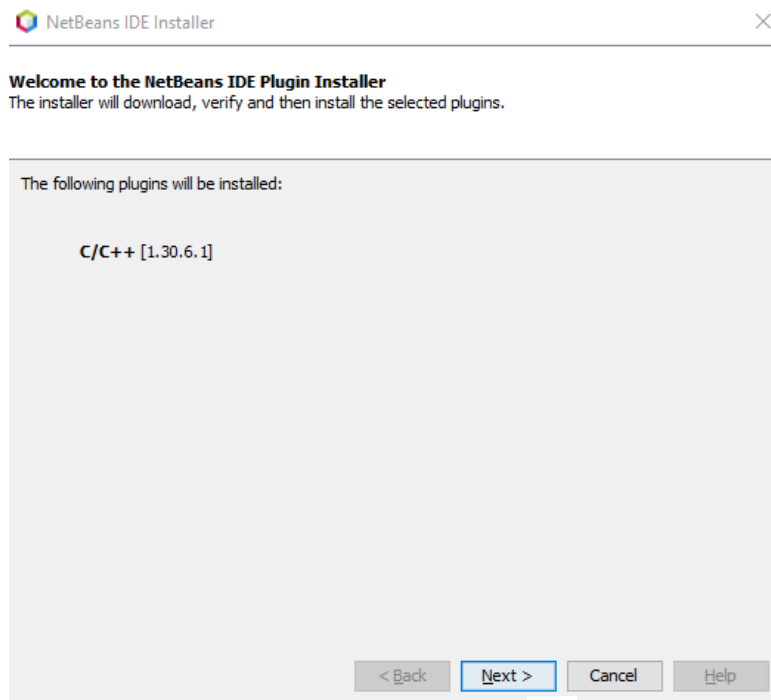 NetBeans IDE Installer
Welcome to the NetBeans IDE Plugin Installer
The installer will download, verify and then install the selected plugins.
The following plugins will be installed:
C/C++ [1.30.6.1]
< Back
Next >
Cancel
Help